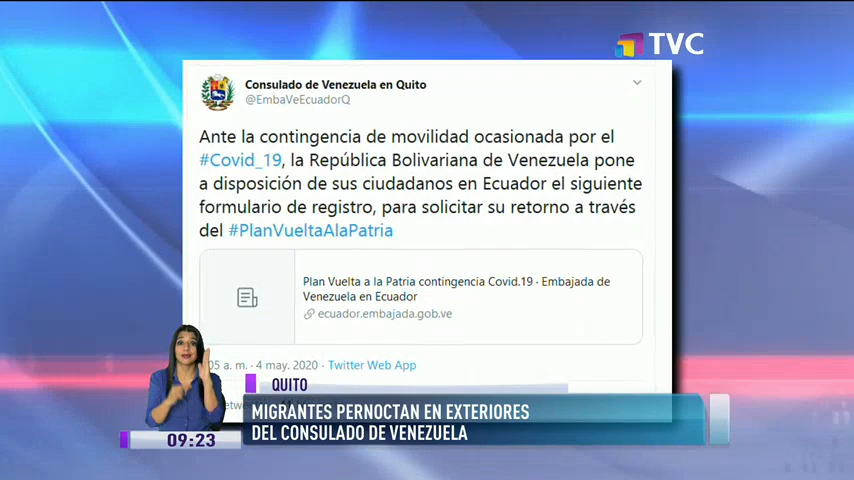 TVC
Consulado de Venezuela en Quito
@EmbaVeEcuadorQ
Ante la contingencia de movilidad ocasionada por el
#Covid_19, la República Bolivariana de Venezuela pone
a disposición de sus ciudadanos en Ecuador el siguiente
formulario de registro, para solicitar su retorno a través
del #PlanVueltaAlaPatria
Plan Vuelta a la Patria contingencia Covid.19 · Embajada de
Venezuela en Ecuador
ecuador.embajada.gob.ve
05 a. m. · 4 may. 2020 · Twitter Web App
QUITO
MIGRANTES PERNOCTAN EN EXTERIORES
DEL CONSULADO DE VENEZUELA
09:23